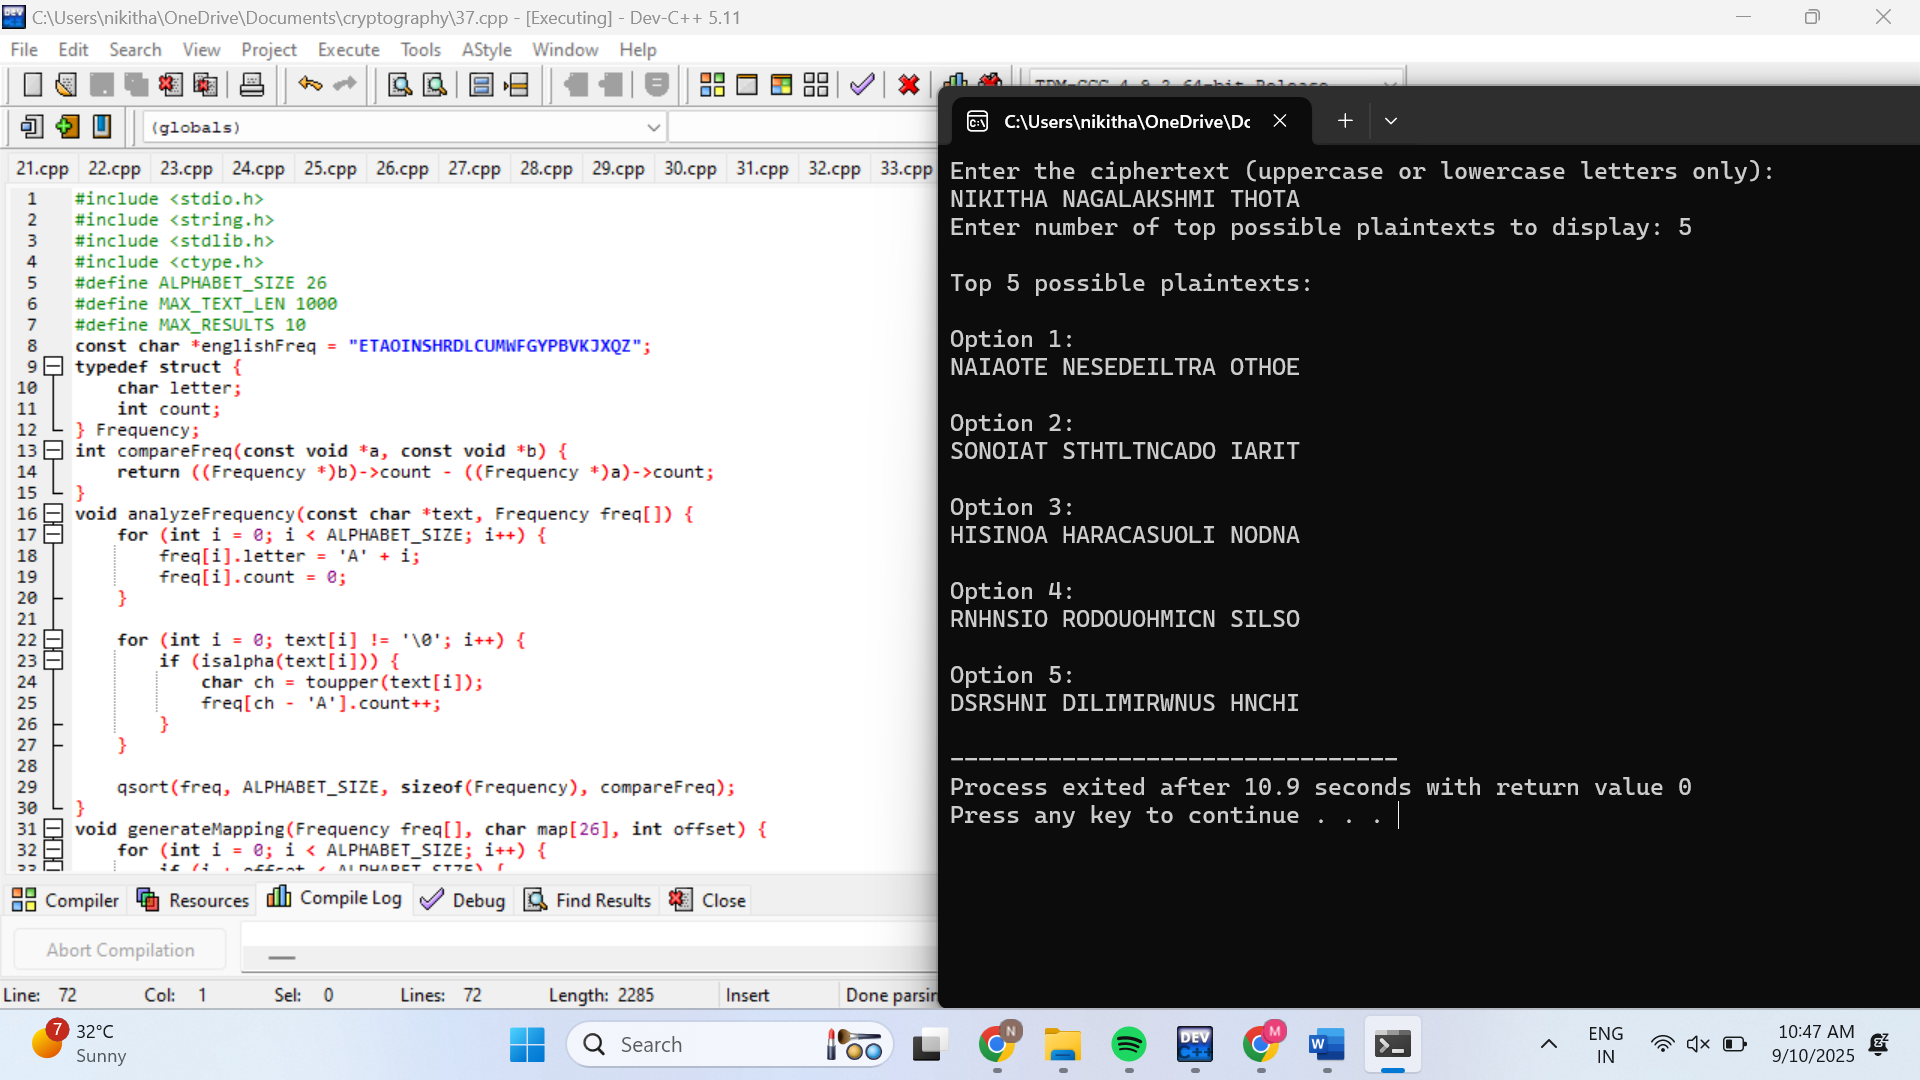 C:\Users\nikitha\OneDrive\Documents\cryptography\37.cpp - [Executing] - Dev-C++ 5.11
File Edit Search View Project Execute Tools AStyle Window Help
(globals)
21.cpp 22.cpp 23.cpp 24.cpp 25.cpp 26.cpp 27.cpp 28.cpp 29.cpp 30.cpp 31.cpp 32.cpp 33.cpp
1 #include <stdio.h>
2 #include <string.h>
3 #include <stdlib.h>
4 #include <ctype.h>
5 #define ALPHABET_SIZE 26
6 #define MAX_TEXT_LEN 1000
7 #define MAX_RESULTS 10
8 const char *englishFreq = "ETAOINSHRDLCUMWFGYPBVKJXQZ";
9 typedef struct {
10 char letter;
11 int count;
12 } Frequency;
13 int compareFreq(const void *a, const void *b) {
14 return ((Frequency *)b)->count - ((Frequency *)a)->count;
15 }
16 void analyzeFrequency(const char *text, Frequency freq[]) {
17 for (int i = 0; i < ALPHABET_SIZE; i++) {
18 freq[i].letter = 'A' + i;
19 freq[i].count = 0;
20 }
21
22 for (int i = 0; text[i] != '\0'; i++) {
23 if (isalpha(text[i])) {
24 char ch = toupper(text[i]);
25 freq[ch - 'A'].count++;
26 }
27 }
28
29 qsort(freq, ALPHABET_SIZE, sizeof(Frequency), compareFreq);
30 }
31 void generateMapping(Frequency freq[], char map[26], int offset) {
32 for (int i = 0; i < ALPHABET_SIZE; i++) {
33 if (i + offset < ALPHABET_SIZE) {
Compiler Resources Compile Log Debug Find Results Close
Abort Compilation
Line: 72 Col: 1 Sel: 0 Lines: 72 Length: 2285 Insert Done parsin
TDM-GCC 4.9.2 64-bit Release
C:\Users\nikitha\OneDrive\Dc
Enter the ciphertext (uppercase or lowercase letters only):
NIKITHA NAGALAKSHMI THOTA
Enter number of top possible plaintexts to display: 5
Top 5 possible plaintexts:
Option 1:
NAIAOTE NESEDEILTRA OTHOE
Option 2:
SONOIAT STHTLTNCADO IARIT
Option 3:
HISINOA HARACASUOLI NODNA
Option 4:
RNHNSIO RODOUOHMICN SILSO
Option 5:
DSRSHNI DILIMIRWNUS HNCHI
--------------------------------
Process exited after 10.9 seconds with return value 0
Press any key to continue . . .
7
32°C
Sunny
Search
N
DEV C++
M
W
ENG
IN
10:47 AM
9/10/2025